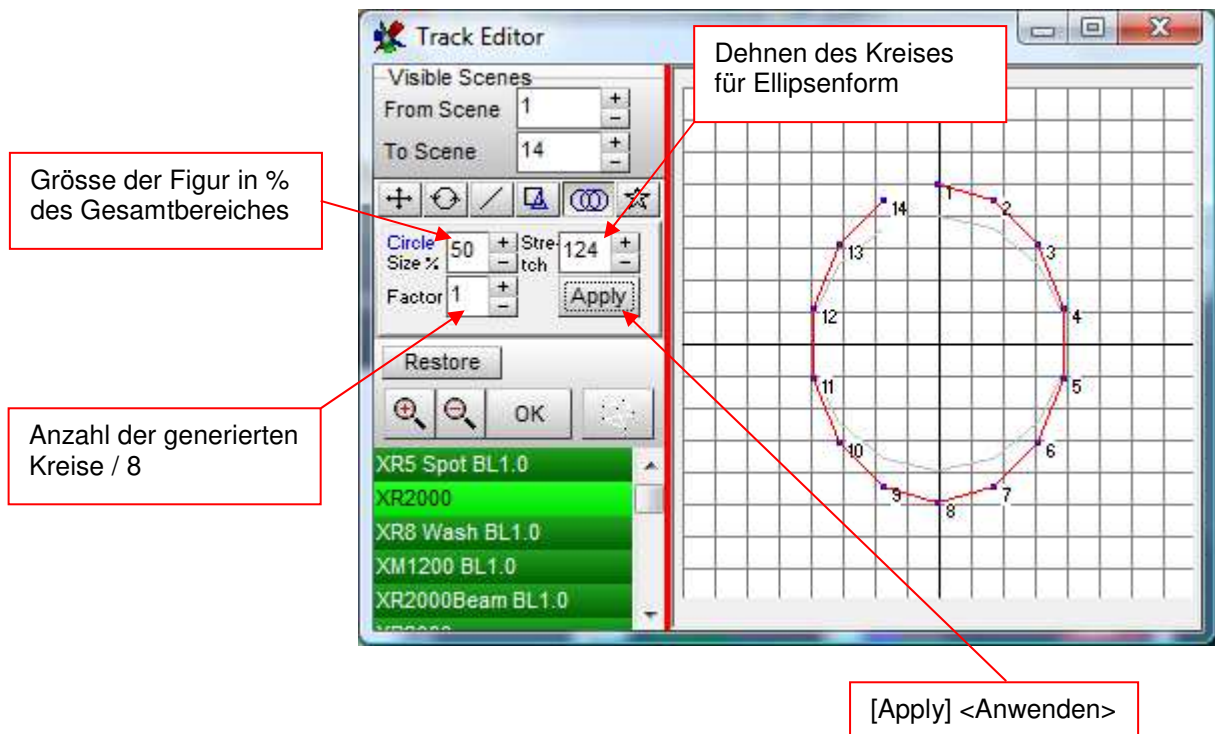 Track Editor
Dehnen des Kreises
für Ellipsenform
Visible Scenes
From Scene 1 + -
To Scene 14 + -
Grösse der Figur in %
des Gesamtbereiches
Circle Size % 50 + - Stre-tch 124 + -
Factor 1 + - Apply
Restore
OK
Anzahl der generierten
Kreise / 8
XR5 Spot BL1.0
XR2000
XR8 Wash BL1.0
XM1200 BL1.0
XR2000Beam BL1.0
1
2
3
4
5
6
7
8
9
10
11
12
13
14
[Apply] <Anwenden>